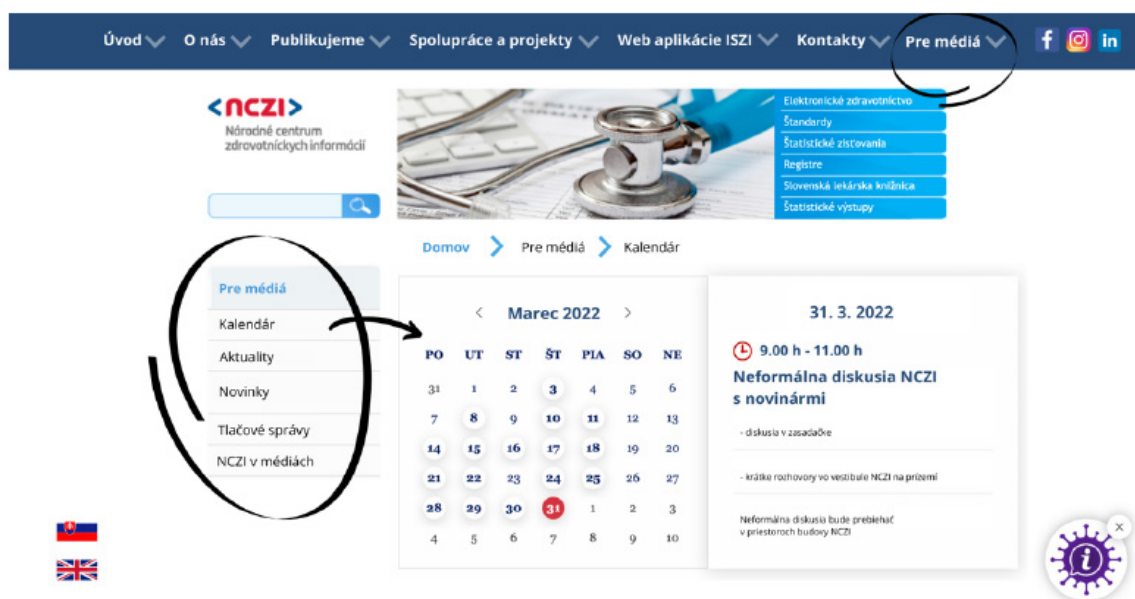 Úvod O nás Publikujeme Spolupráce a projekty Web aplikácie ISZI Kontakty Pre médiá f in
<nczi>
Národné centrum
zdravotníckych informácií
Elektronické zdravotníctvo
Štandardy
Štatistické zisťovania
Registre
Slovenská lekárska knižnica
Štatistické výstupy
Domov Pre médiá Kalendár
Pre médiá
Kalendár
Aktuality
Novinky
Tlačové správy
NCZI v médiách
< Marec 2022 >
PO UT ST ŠT PIA SO NE
31 1 2 3 4 5 6
7 8 9 10 11 12 13
14 15 16 17 18 19 20
21 22 23 24 25 26 27
28 29 30 31 1 2 3
4 5 6 7 8 9 10
31. 3. 2022
9.00 h - 11.00 h
Neformálna diskusia NCZI
s novinármi
- diskusia v zasadačke
- krátke rozhovory vo vestibule NCZI na prízemí
Neformálna diskusia bude prebiehať
v priestoroch budovy NCZI
i
×